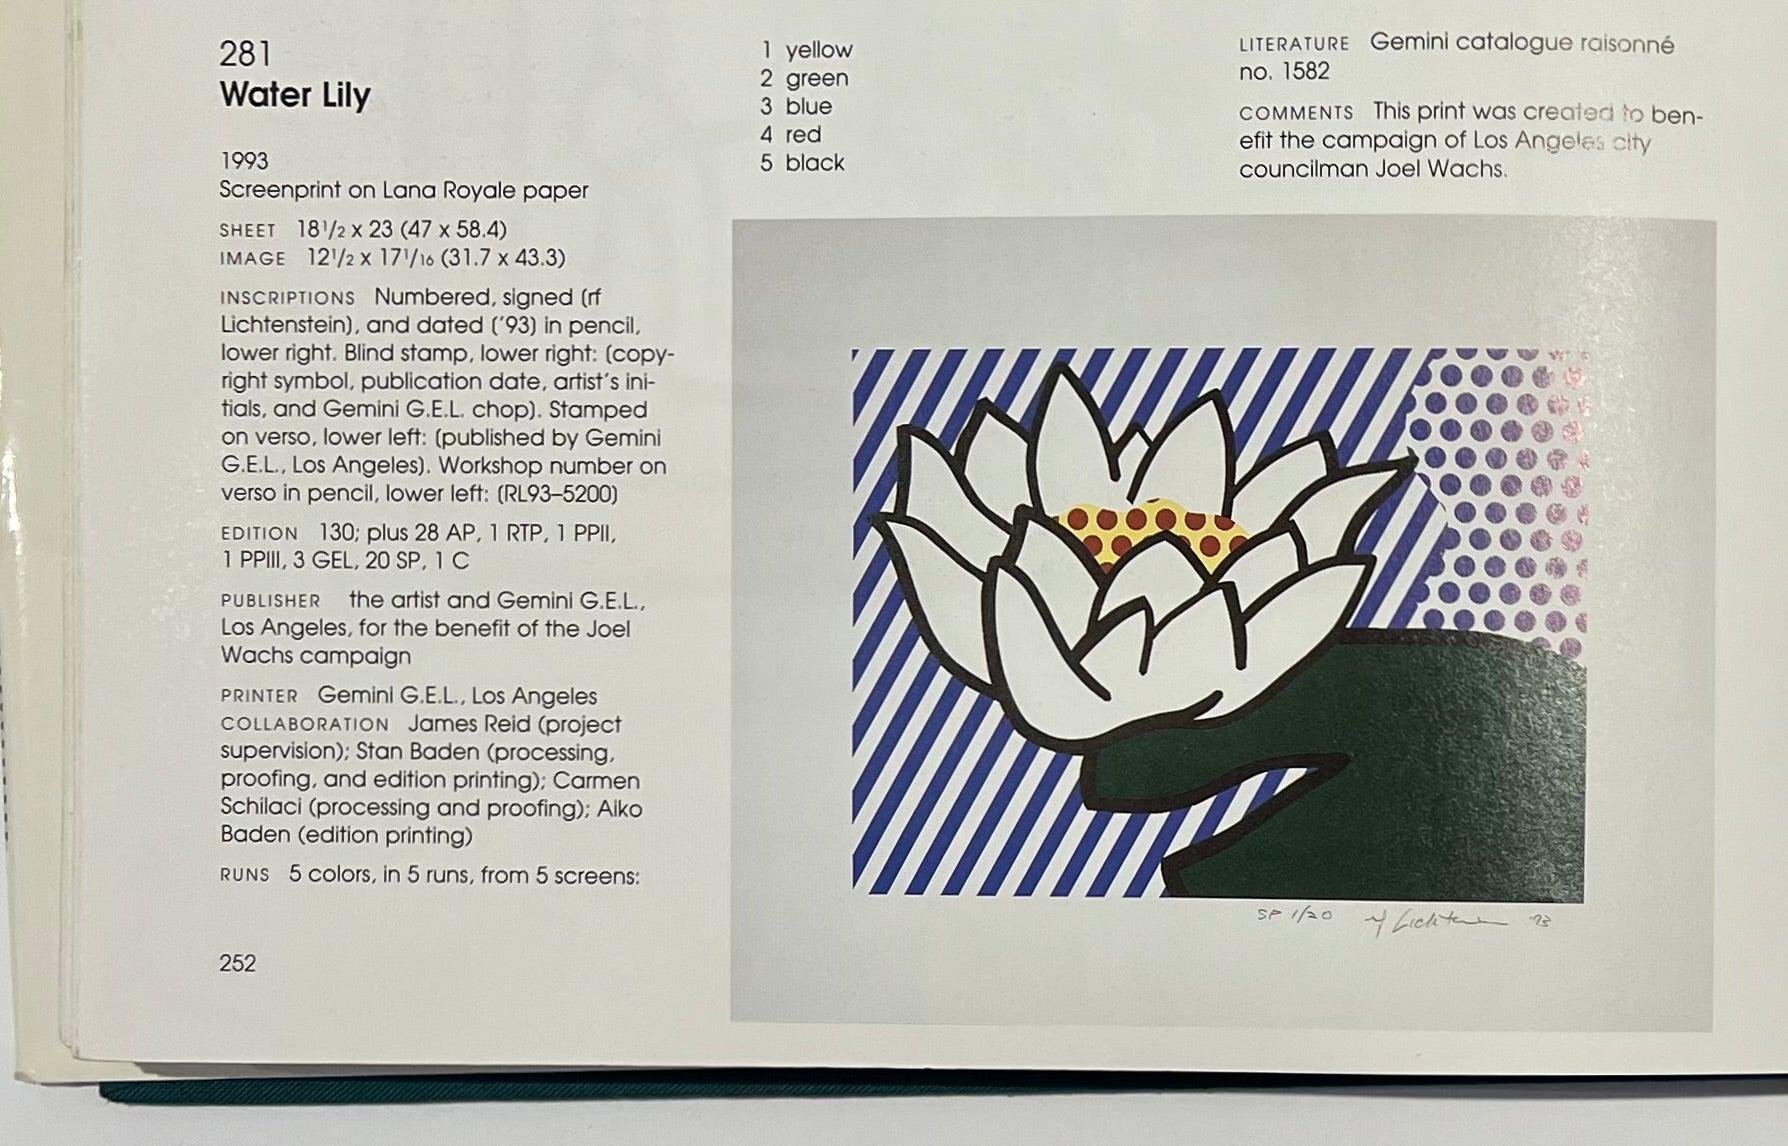 281
Water Lily
1993
Screenprint on Lana Royale paper
SHEET 18 1/2 x 23 (47 x 58.4)
IMAGE 12 1/2 x 17 1/16 (31.7 x 43.3)
INSCRIPTIONS Numbered, signed (rf
Lichtenstein), and dated ('93) in pencil,
lower right. Blind stamp, lower right: (copy-
right symbol, publication date, artist's ini-
tials, and Gemini G.E.L. chop). Stamped
on verso, lower left: (published by Gemini
G.E.L., Los Angeles). Workshop number on
verso in pencil, lower left: (RL93–5200)
EDITION 130; plus 28 AP, 1 RTP, 1 PPII,
1 PPIII, 3 GEL, 20 SP, 1 C
PUBLISHER the artist and Gemini G.E.L.,
Los Angeles, for the benefit of the Joel
Wachs campaign
PRINTER Gemini G.E.L., Los Angeles
COLLABORATION James Reid (project
supervision); Stan Baden (processing,
proofing, and edition printing); Carmen
Schilaci (processing and proofing); Aiko
Baden (edition printing)
RUNS 5 colors, in 5 runs, from 5 screens:
252
1 yellow
2 green
3 blue
4 red
5 black
LITERATURE Gemini catalogue raisonné
no. 1582
COMMENTS This print was created to ben-
efit the campaign of Los Angeles city
councilman Joel Wachs.
SP 1/20 rf Lichtenstein '93